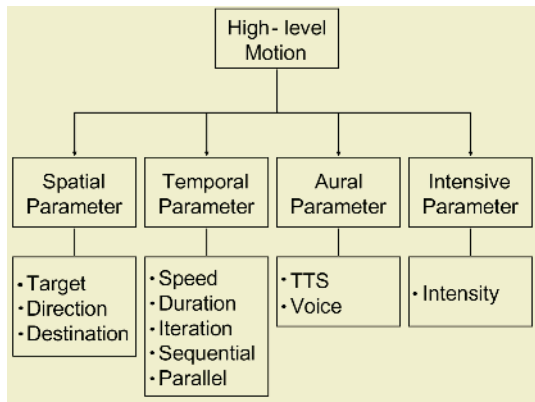 High- level
Motion
Spatial
Parameter
Temporal
Parameter
Aural
Parameter
Intensive
Parameter
• Target
• Direction
• Destination
• Speed
• Duration
• Iteration
• Sequential
• Parallel
• TTS
• Voice
• Intensity